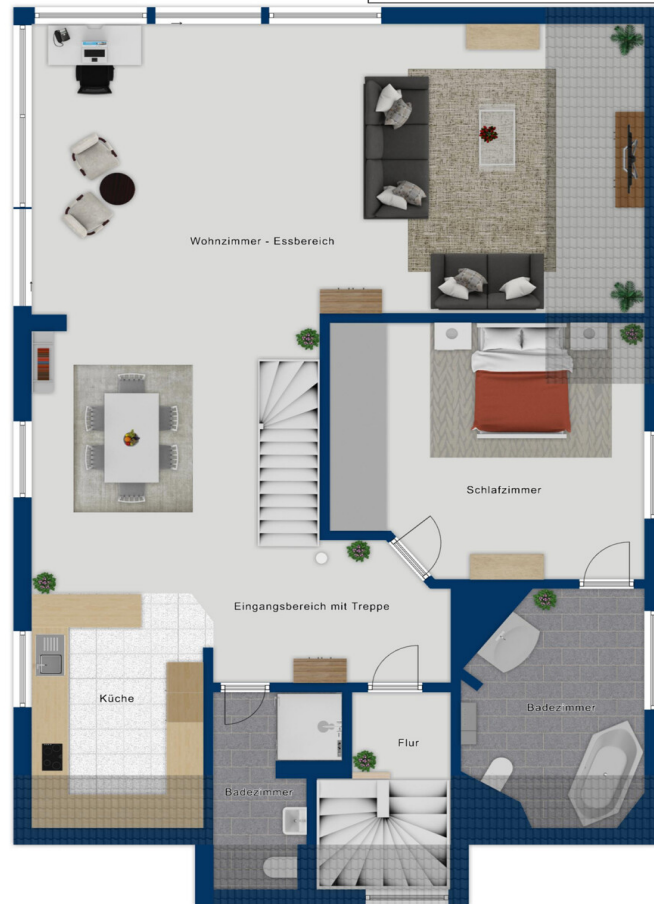 Wohnzimmer - Essbereich
Schlafzimmer
Eingangsbereich mit Treppe
Küche
Badezimmer
Flur
Badezimmer